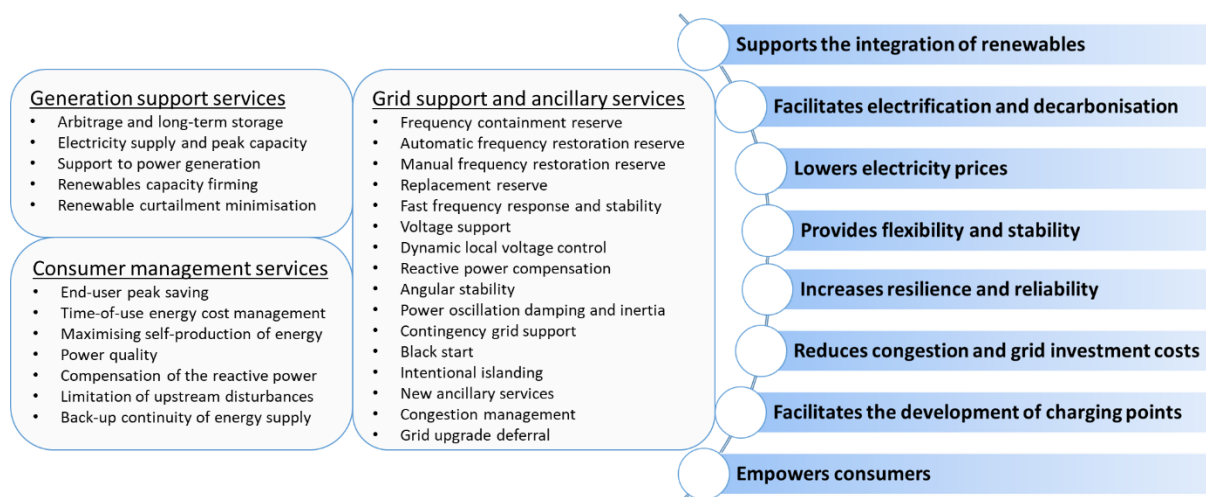 Generation support services
• Arbitrage and long-term storage
• Electricity supply and peak capacity
• Support to power generation
• Renewables capacity firming
• Renewable curtailment minimisation
Consumer management services
• End-user peak saving
• Time-of-use energy cost management
• Maximising self-production of energy
• Power quality
• Compensation of the reactive power
• Limitation of upstream disturbances
• Back-up continuity of energy supply
Grid support and ancillary services
• Frequency containment reserve
• Automatic frequency restoration reserve
• Manual frequency restoration reserve
• Replacement reserve
• Fast frequency response and stability
• Voltage support
• Dynamic local voltage control
• Reactive power compensation
• Angular stability
• Power oscillation damping and inertia
• Contingency grid support
• Black start
• Intentional islanding
• New ancillary services
• Congestion management
• Grid upgrade deferral
Supports the integration of renewables
Facilitates electrification and decarbonisation
Lowers electricity prices
Provides flexibility and stability
Increases resilience and reliability
Reduces congestion and grid investment costs
Facilitates the development of charging points
Empowers consumers